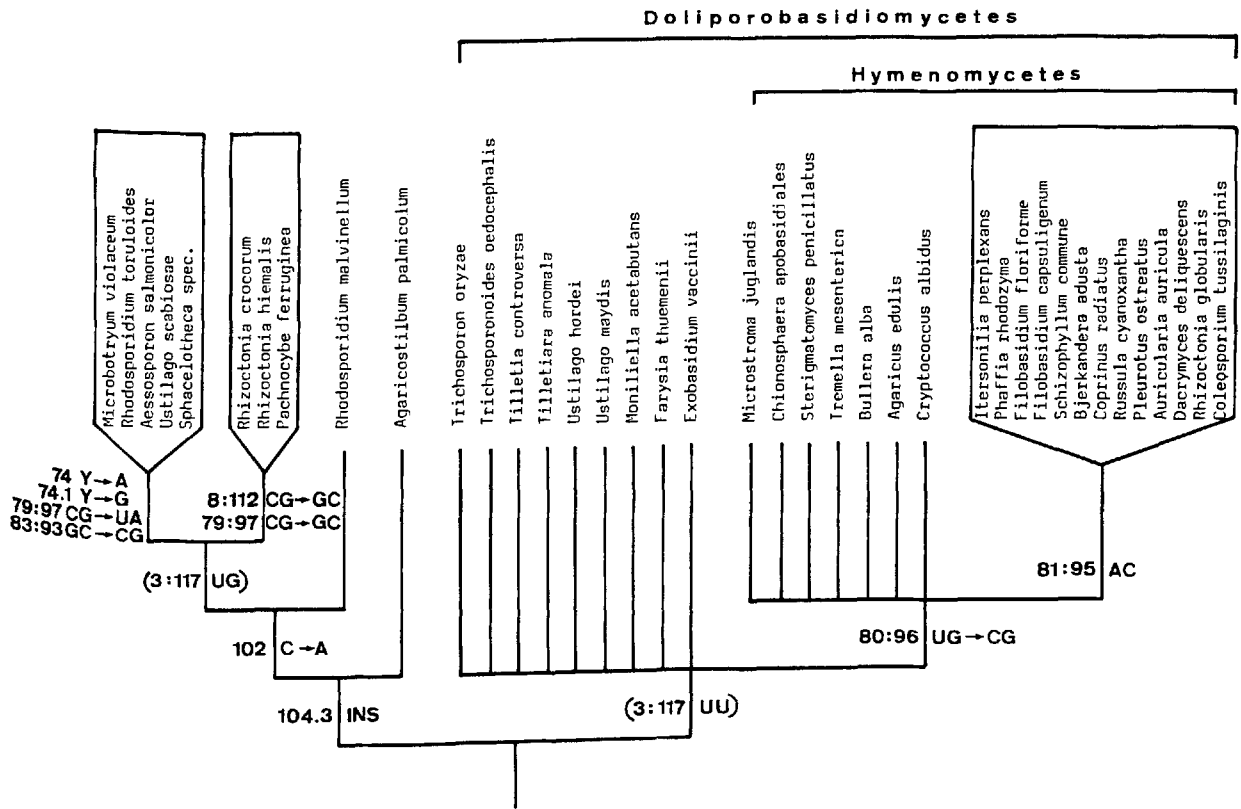 Doliporobasidiomycetes
Hymenomycetes
Microbotryum violaceum
Rhodosporidium toruloides
Aessosporon salmonicolor
Ustilago scabiosae
Sphacelotheca spec.
Rhizoctonia crocorum
Rhizoctonia hiemalis
Pachnocybe ferruginea
Rhodosporidium malvinellum
Agaricostilbum palmicolum
Trichosporon oryzae
Trichosporonoides oedocephalis
Tilletia controversa
Tilletiara anomala
Ustilago hordei
Ustilago maydis
Moniliella acetabutans
Farysia thuemenii
Exobasidium vaccinii
Microstroma juglandis
Chionosphaera apobasidiales
Sterigmatomyces penicillatus
Tremella mesenterica
Bullera alba
Agaricus edulis
Cryptococcus albidus
Itersonilia perplexans
Phaffia rhodozyma
Filobasidium floriforme
Filobasidium capsuligenum
Schizophyllum commune
Bjerkandera adusta
Coprinus radiatus
Russula cyanoxantha
Pleurotus ostreatus
Auricularia auricula
Dacrymyces deliquescens
Rhizoctonia globularis
Coleosporium tussilaginis
74 Y→A
74.1 Y→G
79:97 CG→UA
83:93 GC→CG
8:112 CG→GC
79:97 CG→GC
(3:117 UG)
81:95 AC
102 C→A
80:96 UG→CG
104.3 INS
(3:117 UU)